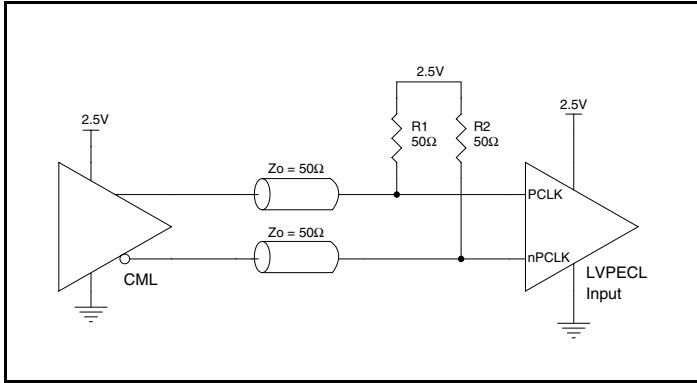 2.5V
2.5V
2.5V
R1
50Ω
R2
50Ω
Zo = 50Ω
PCLK
Zo = 50Ω
nPCLK
CML
LVPECL
Input